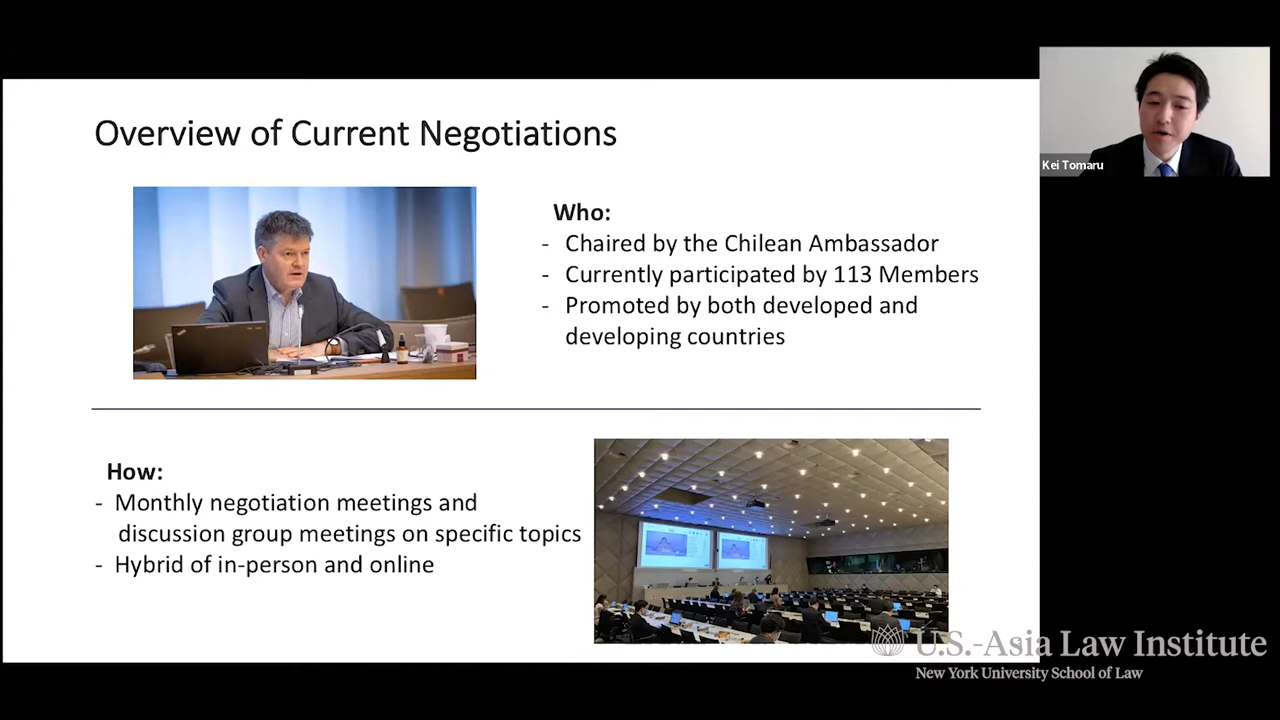 Overview of Current Negotiations
Who:
- Chaired by the Chilean Ambassador
- Currently participated by 113 Members
- Promoted by both developed and
developing countries
How:
- Monthly negotiation meetings and
discussion group meetings on specific topics
- Hybrid of in-person and online
Kei Tomaru
U.S.-Asia Law Institute
New York University School of Law